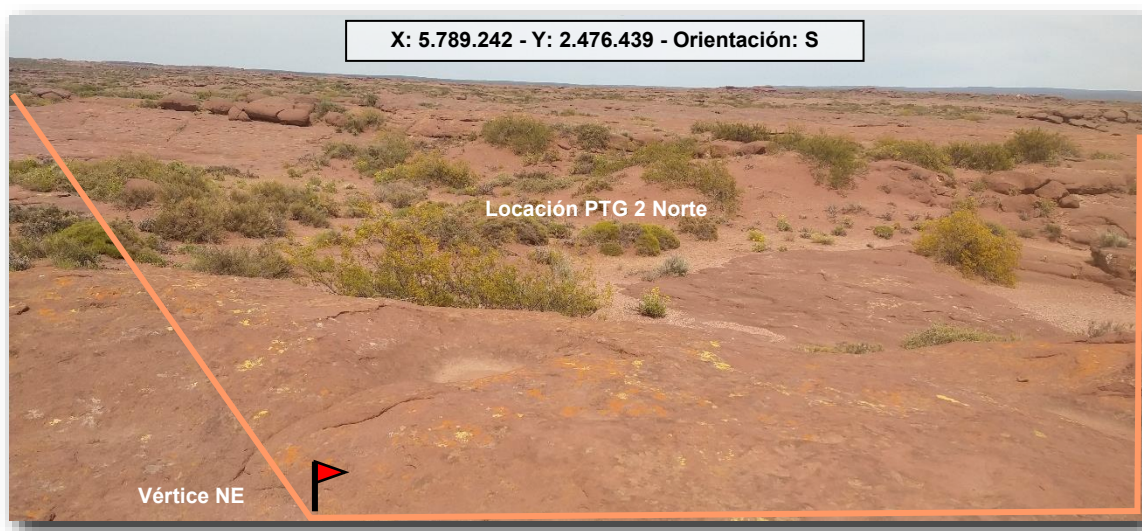 X: 5.789.242 - Y: 2.476.439 - Orientación: S
Locación PTG 2 Norte
Vértice NE